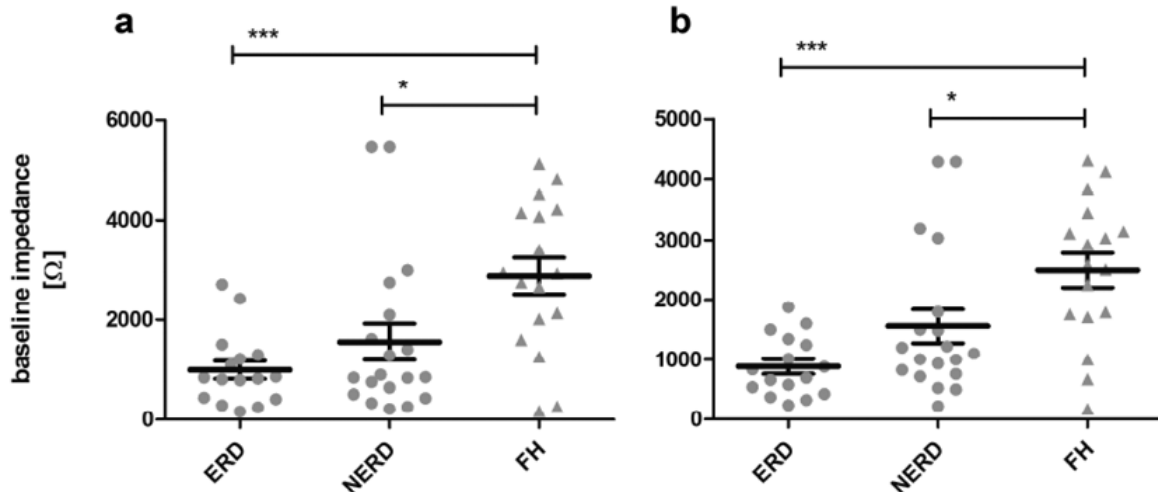 a
***
*
6000
4000
2000
0
baseline impedance
[Ω]
ERD
NERD
FH
b
***
*
5000
4000
3000
2000
1000
0
ERD
NERD
FH